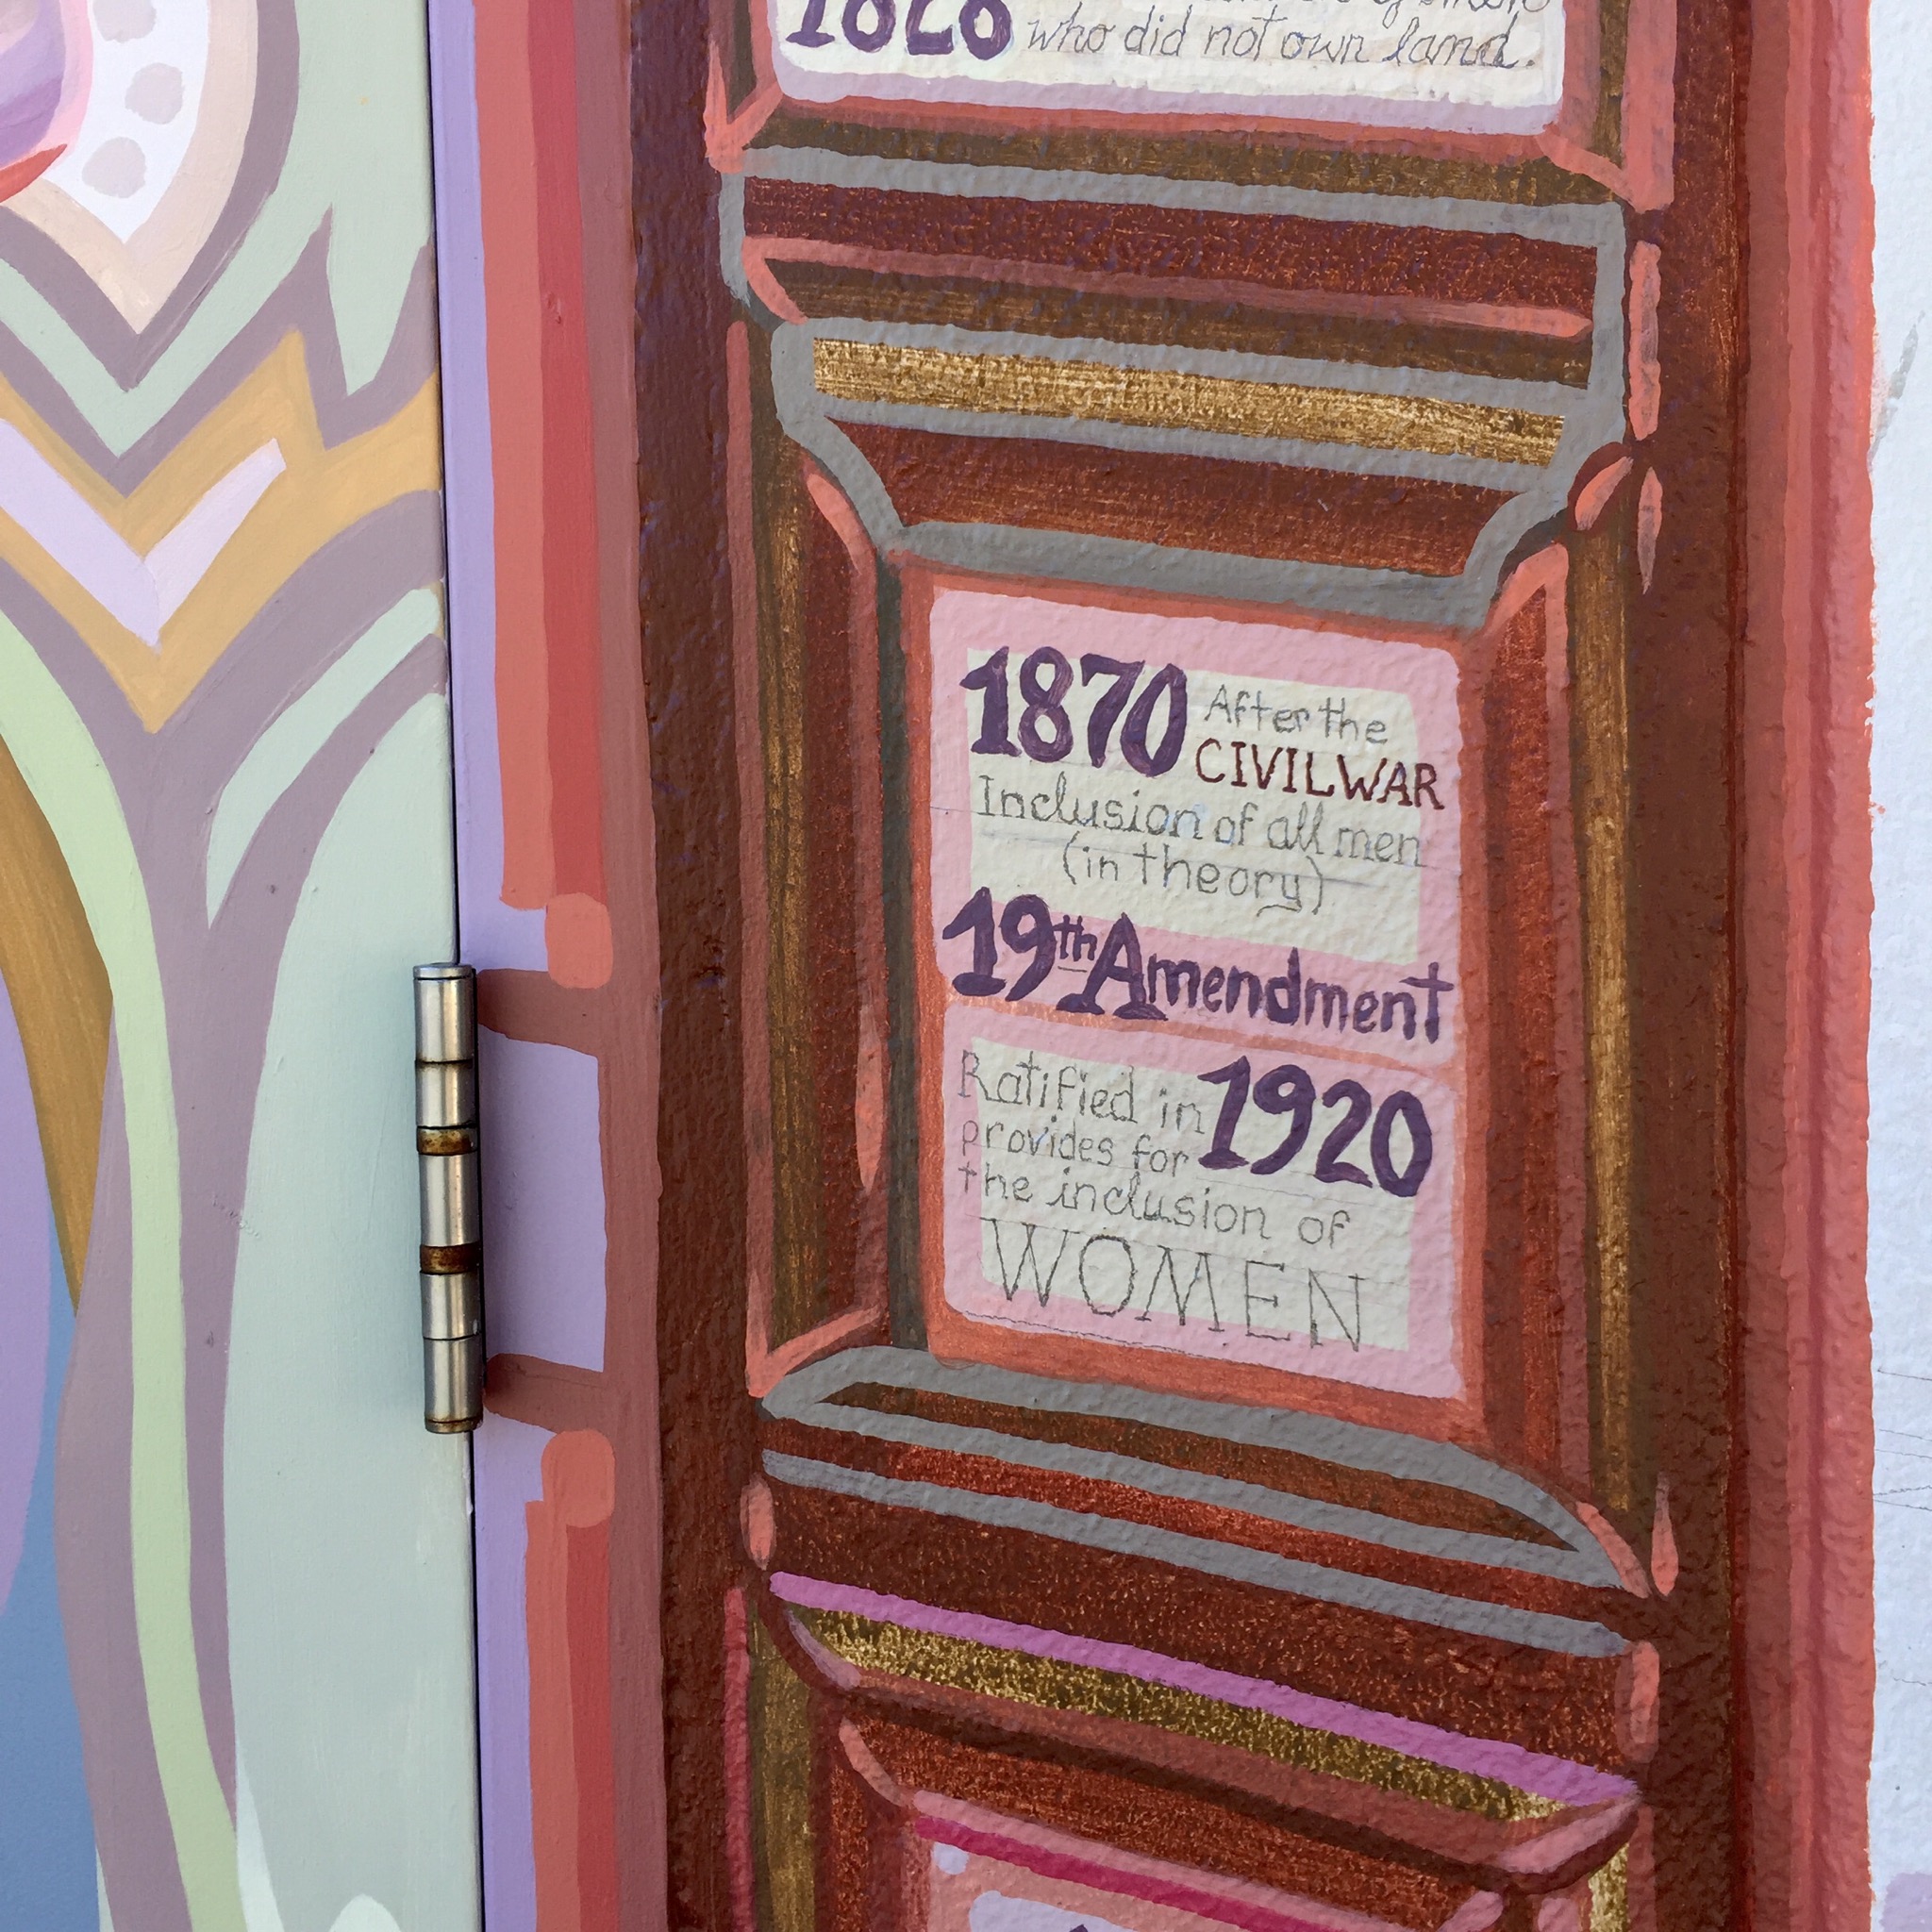 1828 who did not own land.
1870 After the
CIVIL WAR
Inclusion of all men
(in theory)
19th Amendment
Ratified in 1920
provides for
the inclusion of
WOMEN